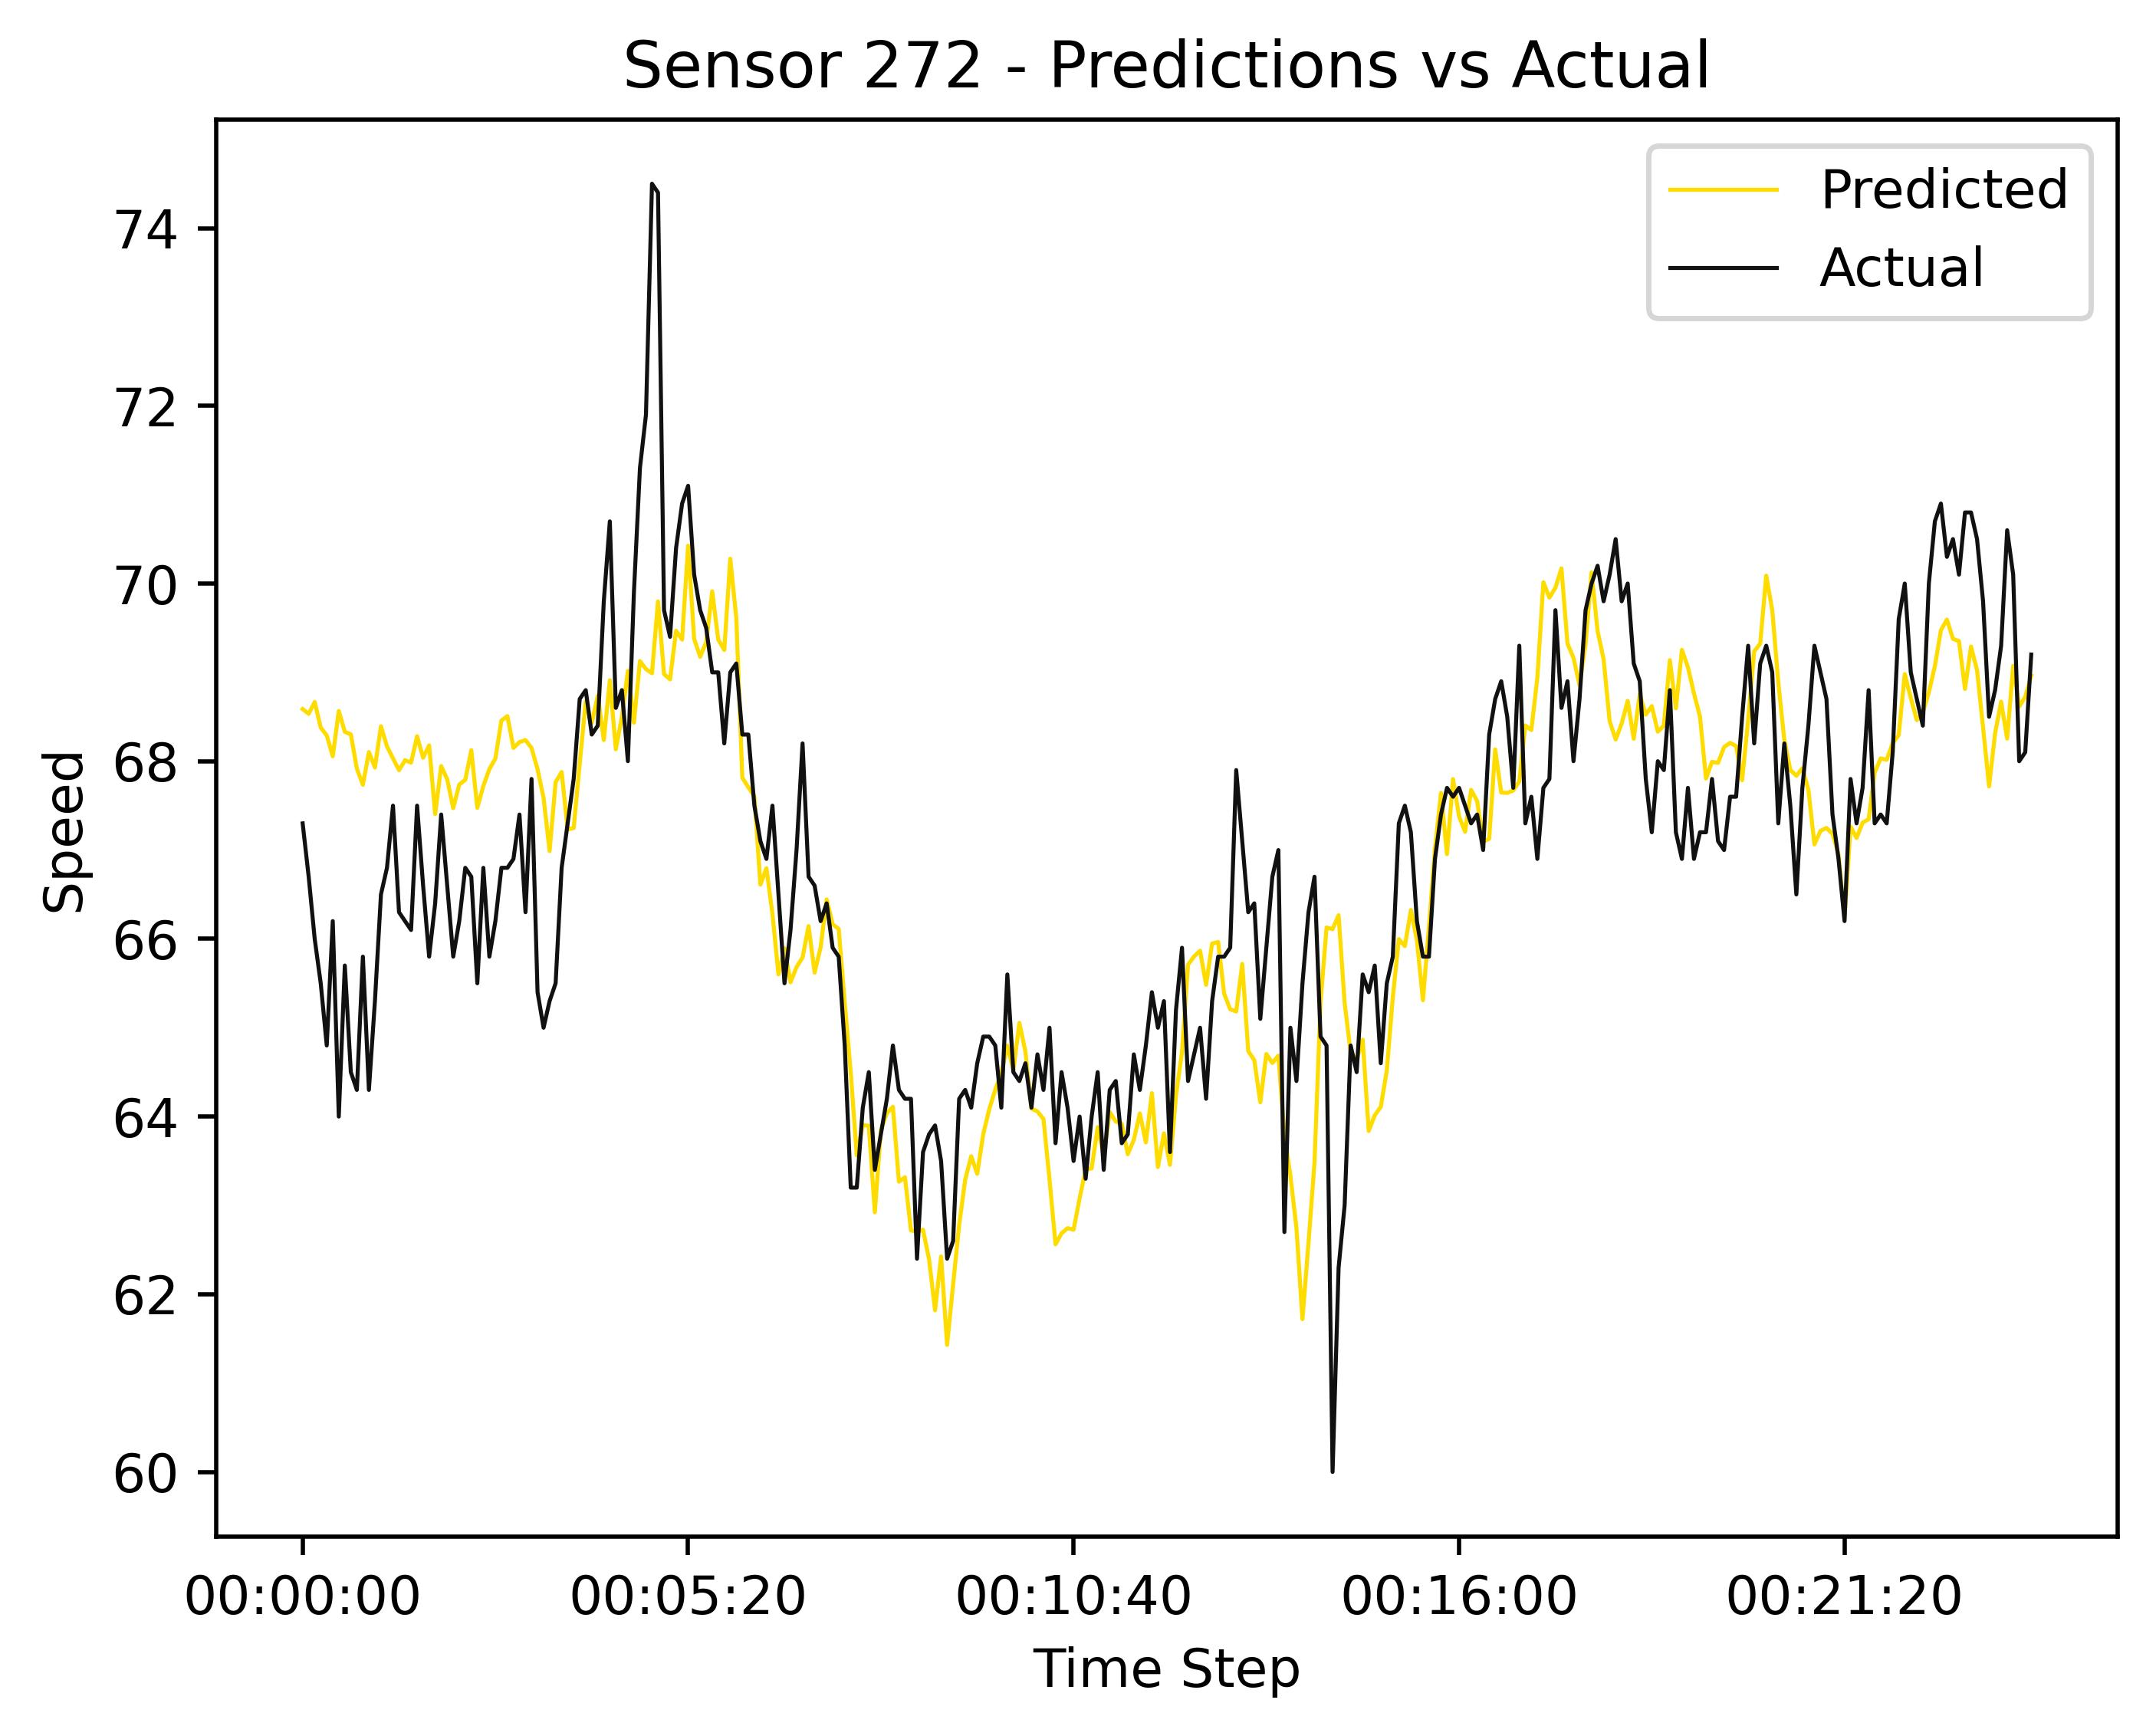 Sensor 272 - Predictions vs Actual
Predicted
Actual
74
72
70
68
66
64
62
60
Speed
00:00:00 00:05:20 00:10:40 00:16:00 00:21:20
Time Step